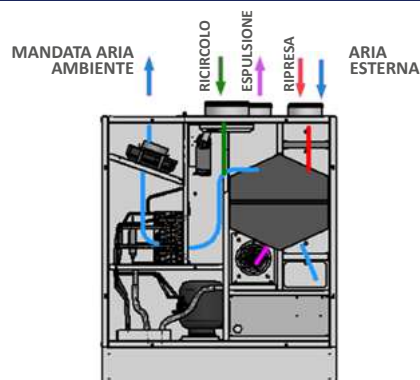 MANDATA ARIA
AMBIENTE
RICIRCOLO
ESPULSIONE
RIPRESA
ARIA
ESTERNA